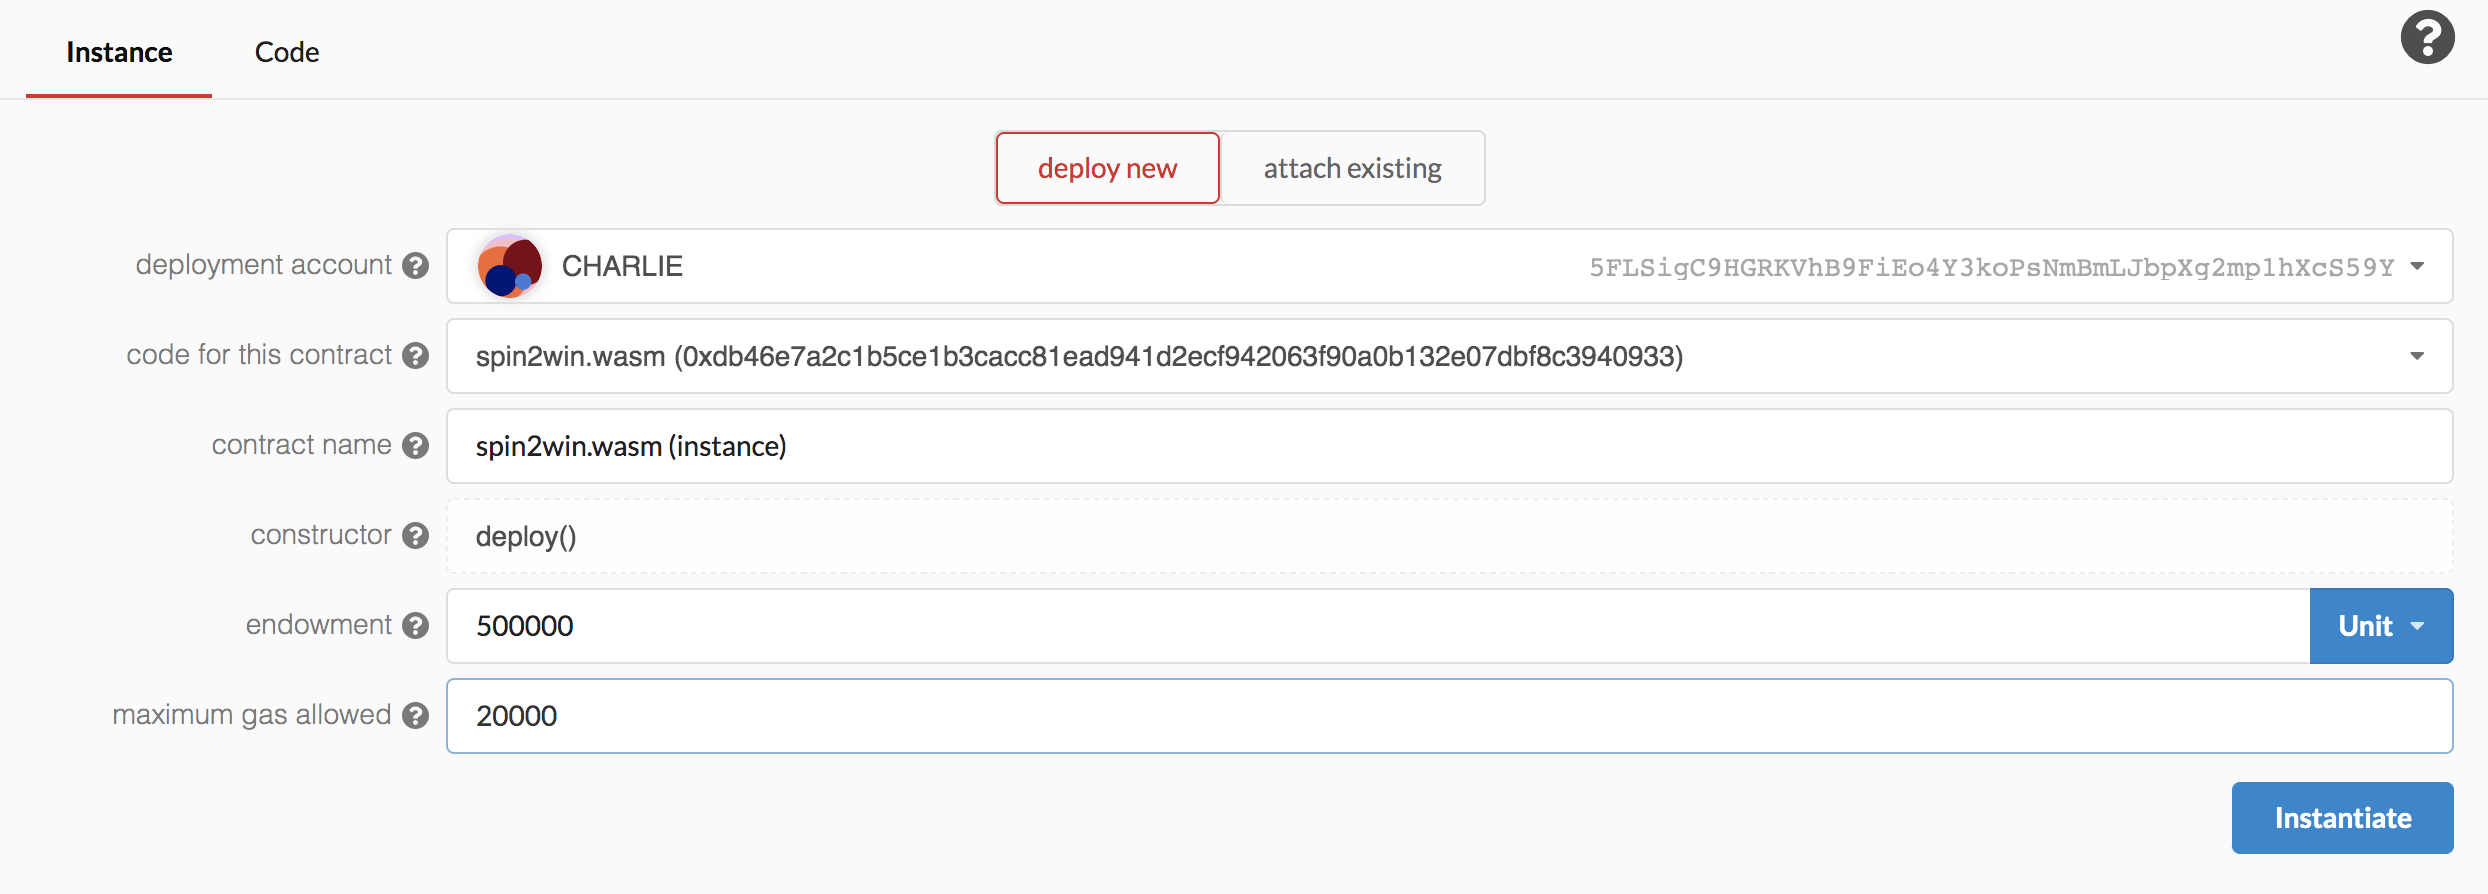 Instance Code
deploy new attach existing
deployment account CHARLIE 5FLSigC9HGRKVhB9FiEo4Y3koPsNmBmLJbpXg2mp1hXcS59Y
code for this contract spin2win.wasm (0xdb46e7a2c1b5ce1b3cacc81ead941d2ecf942063f90a0b132e07dbf8c3940933)
contract name spin2win.wasm (instance)
constructor deploy()
endowment 500000 Unit
maximum gas allowed 20000
Instantiate